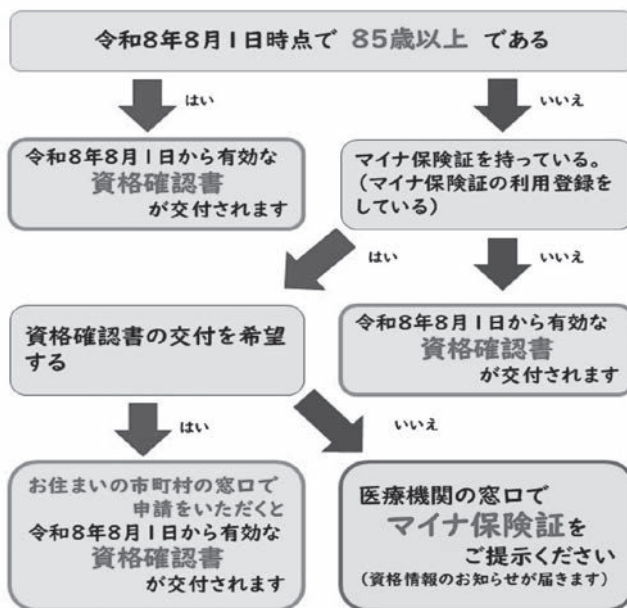 令和8年8月1日時点で 85歳以上 である
はい
いいえ
令和8年8月1日から有効な
資格確認書
が交付されます
マイナ保険証を持っている。
（マイナ保険証の利用登録を
している）
はい
いいえ
資格確認書の交付を希望
する
令和8年8月1日から有効な
資格確認書
が交付されます
はい
いいえ
お住まいの市町村の窓口で
申請をいただくと
令和8年8月1日から有効な
資格確認書
が交付されます
医療機関の窓口で
マイナ保険証を
ご提示ください
（資格情報のお知らせが届きます）